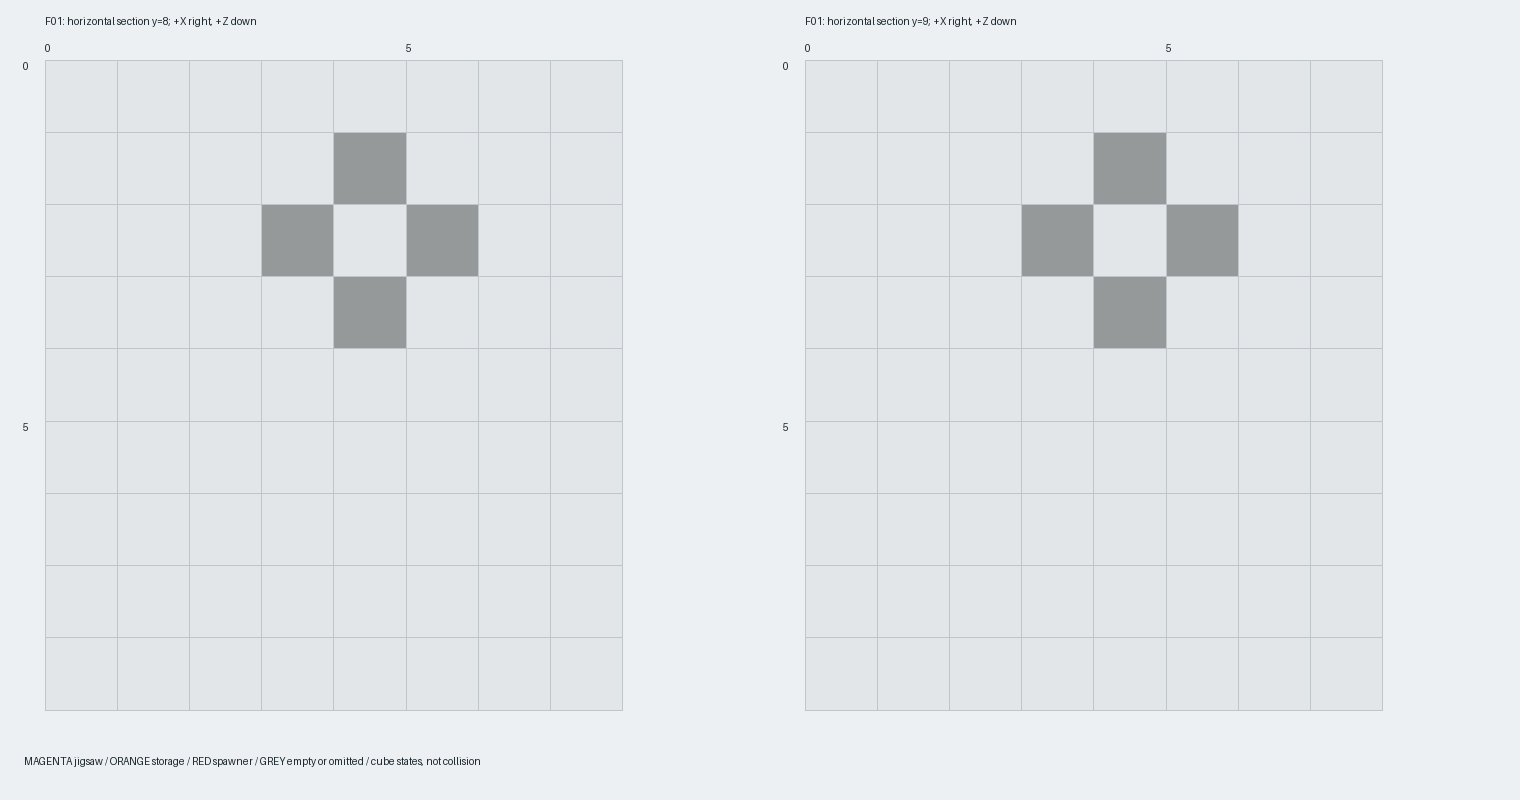 F01: horizontal section y=8; +X right, +Z down
F01: horizontal section y=9; +X right, +Z down
0 5
0 5
0
0
5
5
MAGENTA jigsaw / ORANGE storage / RED spawner / GREY empty or omitted / cube states, not collision